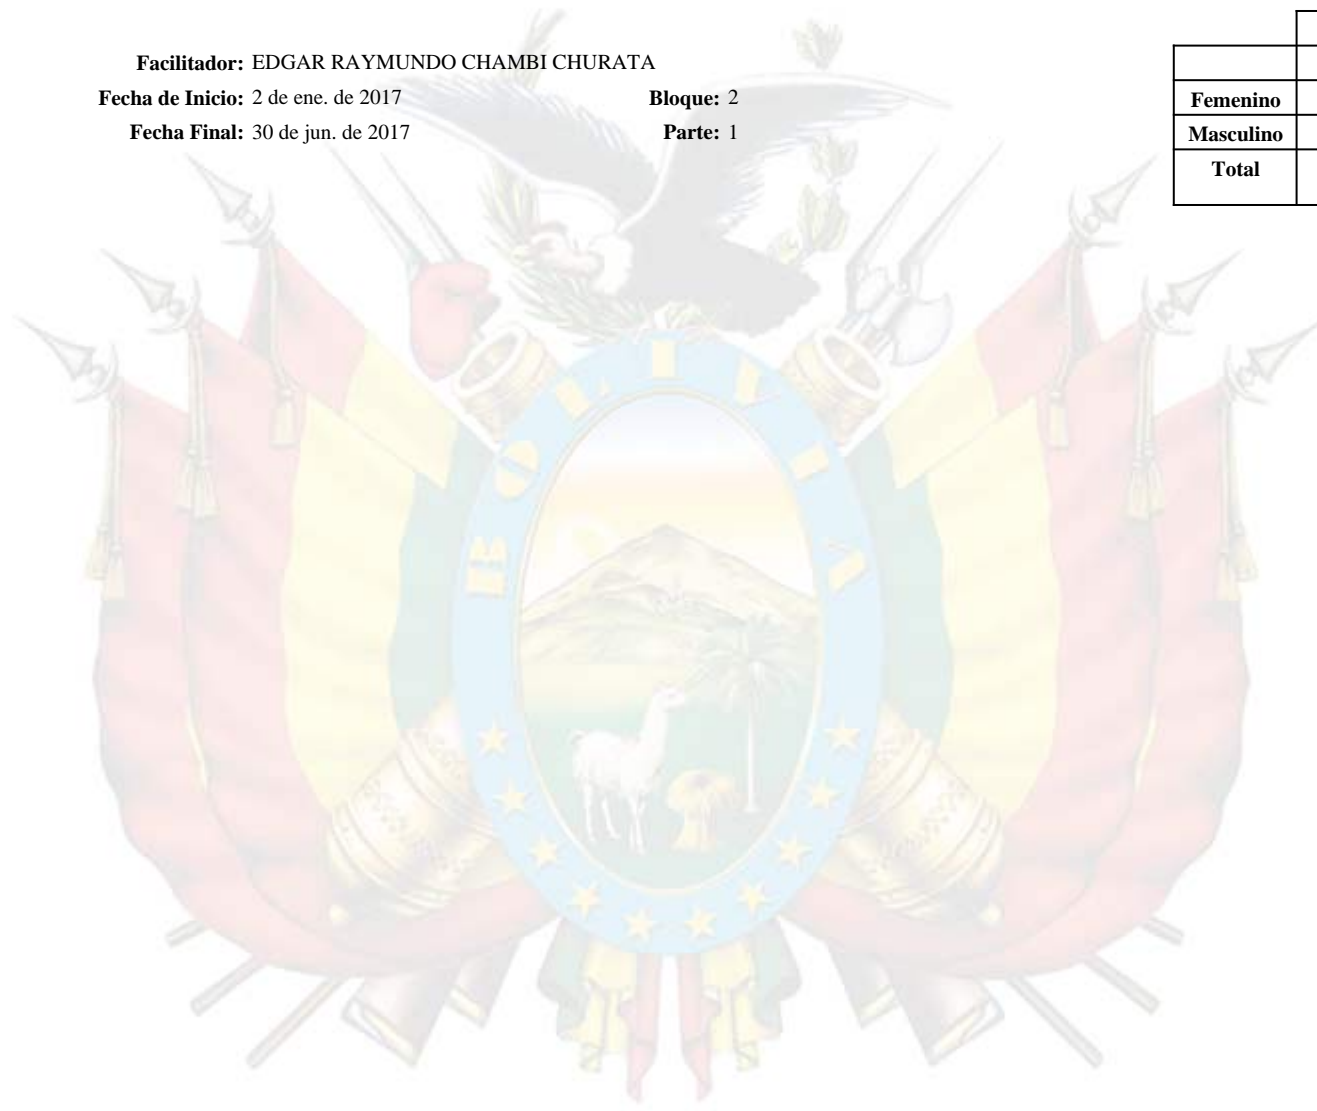 Facilitador: EDGAR RAYMUNDO CHAMBI CHURATA
Fecha de Inicio: 2 de ene. de 2017 Bloque: 2
Fecha Final: 30 de jun. de 2017 Parte: 1
Femenino
Masculino
Total
BOLIVIA